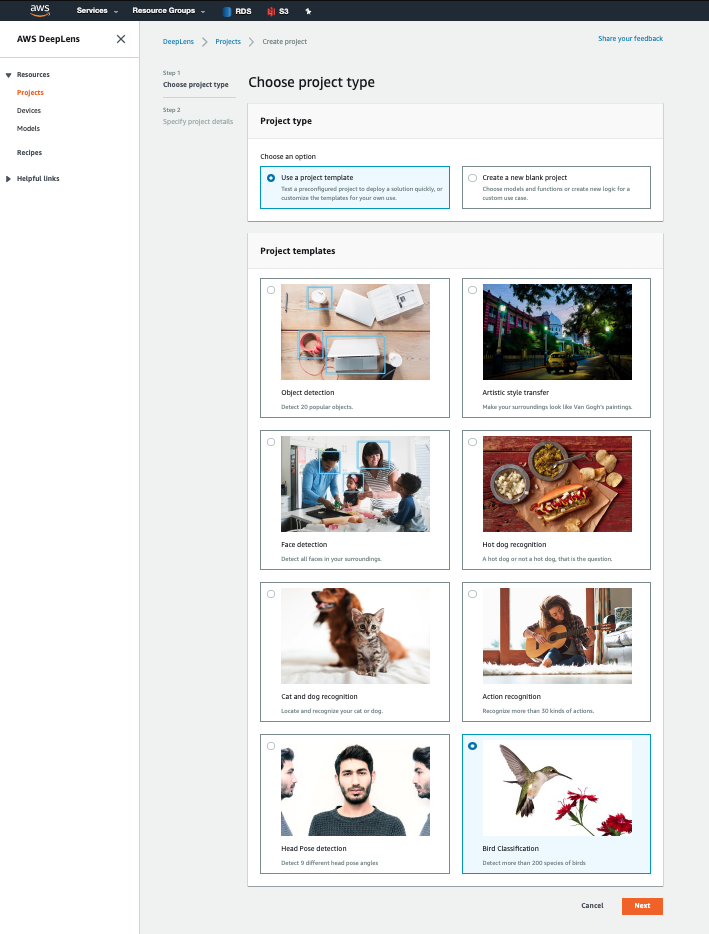 aws
Services
Resource Groups
RDS
S3
AWS DeepLens
Resources
Projects
Devices
Models
Recipes
Helpful links
DeepLens
Projects
Create project
Share your feedback
Step 1
Choose project type
Step 2
Specify project details
Choose project type
Project type
Choose an option
Use a project template
Test a preconfigured project to deploy a solution quickly, or
customize the templates for your own use.
Create a new blank project
Choose models and functions or create new logic for a
custom use case.
Project templates
Object detection
Detect 20 popular objects.
Artistic style transfer
Make your surroundings look like Van Gogh's paintings.
Face detection
Detect all faces in your surroundings.
Hot dog recognition
A hot dog or not a hot dog, that is the question.
Cat and dog recognition
Locate and recognize your cat or dog.
Action recognition
Recognize more than 30 kinds of actions.
Head Pose detection
Detect 9 different head pose angles
Bird Classification
Detect more than 200 species of birds
Cancel
Next